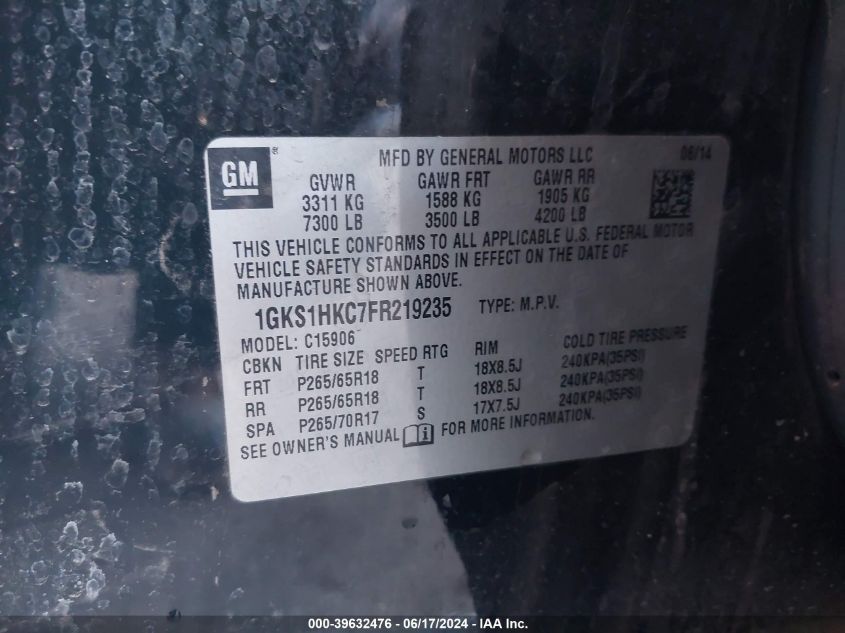 GM ®
MFD BY GENERAL MOTORS LLC 06/14
GVWR GAWR FRT GAWR RR
3311 KG 1588 KG 1905 KG
7300 LB 3500 LB 4200 LB
THIS VEHICLE CONFORMS TO ALL APPLICABLE U.S. FEDERAL MOTOR
VEHICLE SAFETY STANDARDS IN EFFECT ON THE DATE OF
MANUFACTURE SHOWN ABOVE.
1GKS1HKC7FR219235 TYPE: M.P.V.
MODEL: C15906
CBKN TIRE SIZE SPEED RTG RIM COLD TIRE PRESSURE
FRT P265/65R18 T 18X8.5J 240KPA(35PSI)
RR P265/65R18 T 18X8.5J 240KPA(35PSI)
SPA P265/70R17 S 17X7.5J 240KPA(35PSI)
SEE OWNER'S MANUAL i FOR MORE INFORMATION.
000-39632476 - 06/17/2024 - IAA Inc.